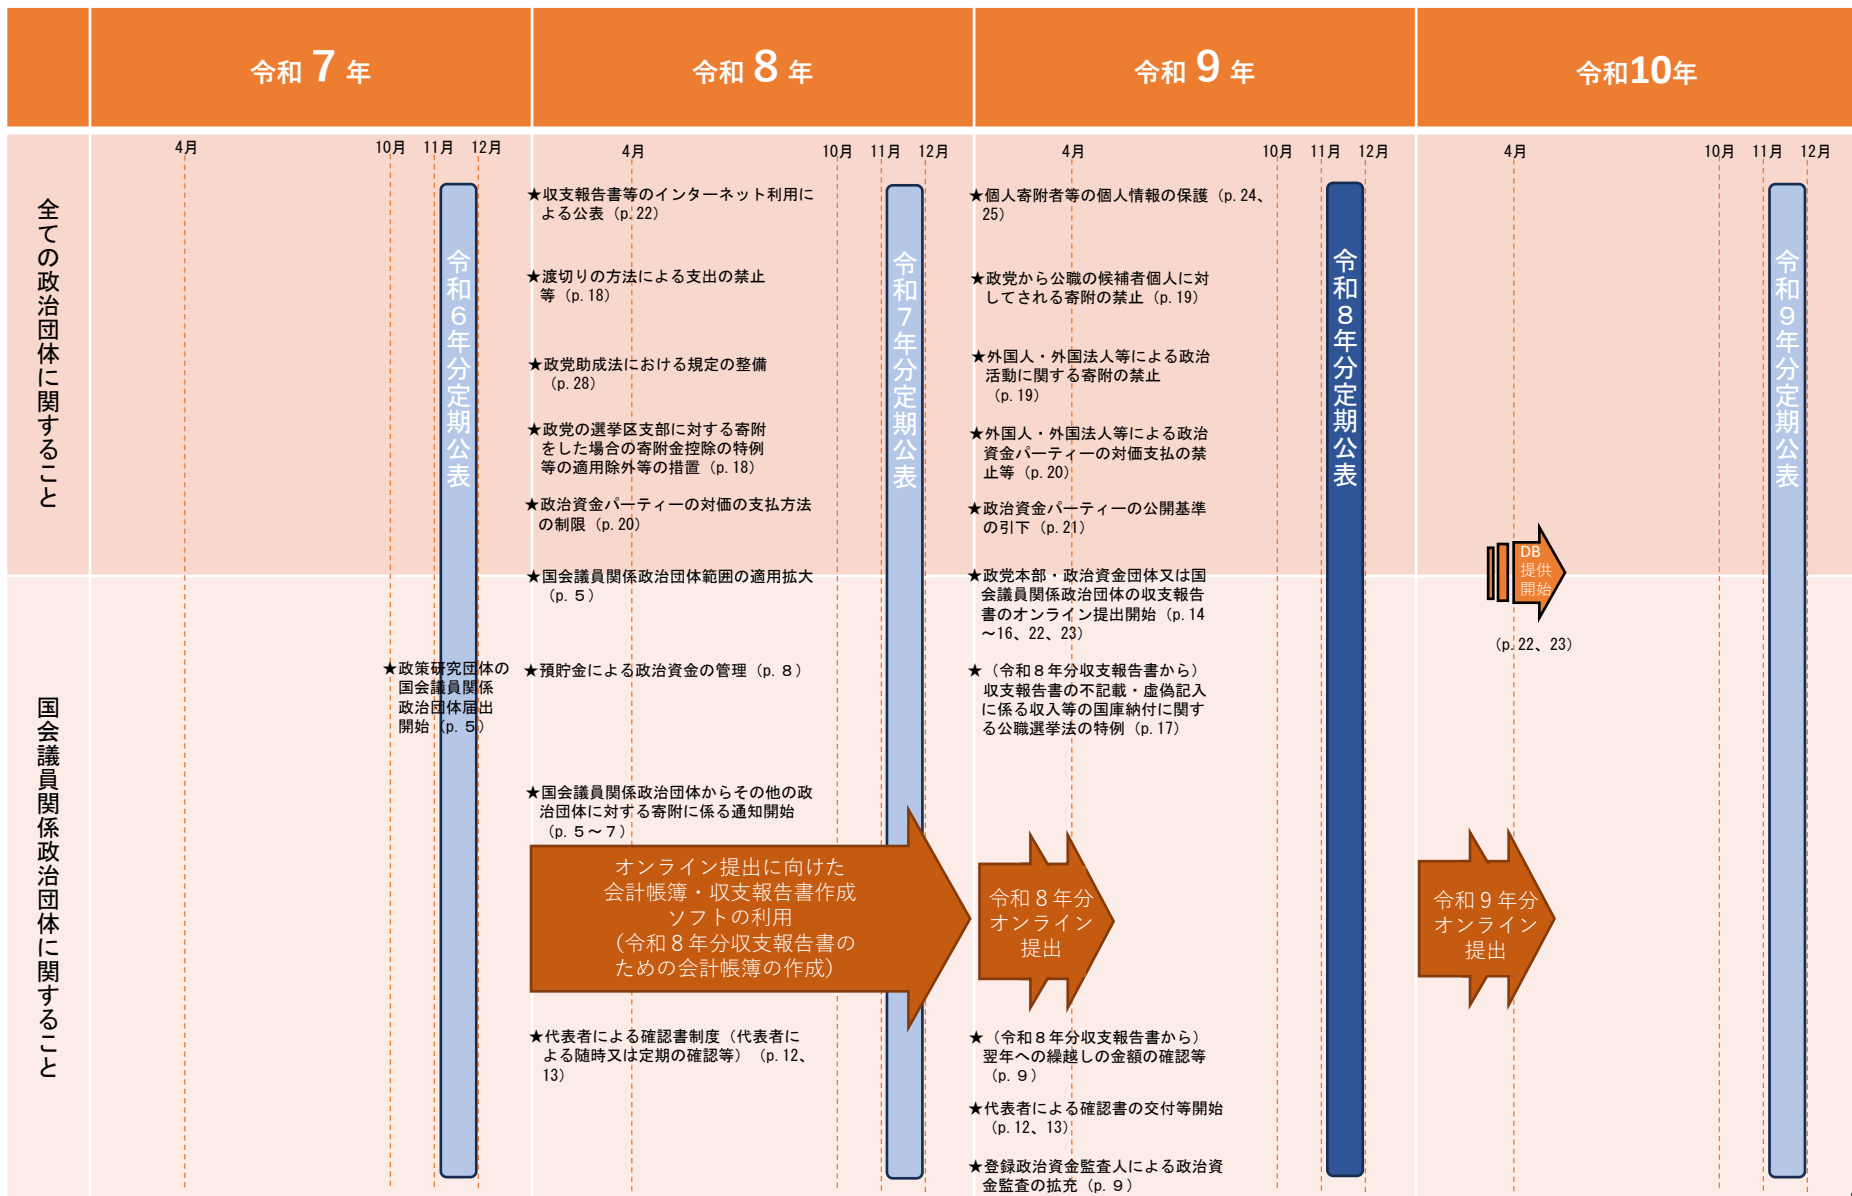 令和 7 年
令和 8 年
令和 9 年
令和10年
全ての政治団体に関すること
4月
10月
11月
12月
令和６年分定期公表
4月
10月
11月
12月
★収支報告書等のインターネット利用に
よる公表（p.22）
★渡切りの方法による支出の禁止
等（p.18）
★政党助成法における規定の整備
（p.28）
★政党の選挙区支部に対する寄附
をした場合の寄附金控除の特例
等の適用除外等の措置（p.18）
★政治資金パーティーの対価の支払方法
の制限（p.20）
令和７年分定期公表
4月
10月
11月
12月
★個人寄附者等の個人情報の保護（p.24、
25）
★政党から公職の候補者個人に対
してされる寄附の禁止（p.19）
★外国人・外国法人等による政治
活動に関する寄附の禁止
（p.19）
★外国人・外国法人等による政治
資金パーティーの対価支払の禁
止等（p.20）
★政治資金パーティーの公開基準
の引下（p.21）
令和８年分定期公表
4月
10月
11月
12月
DB
提供
開始
（p.22、23）
令和９年分定期公表
国会議員関係政治団体に関すること
★政策研究団体の
国会議員関係
政治団体届出
開始（p.５）
★国会議員関係政治団体範囲の適用拡大
（p.５）
★預貯金による政治資金の管理（p.８）
★国会議員関係政治団体からその他の政
治団体に対する寄附に係る通知開始
（p.５～７）
オンライン提出に向けた
会計帳簿・収支報告書作成
ソフトの利用
（令和８年分収支報告書の
ための会計帳簿の作成）
★代表者による確認書制度（代表者に
よる随時又は定期の確認等）（p.12、
13）
★政党本部・政治資金団体又は国
会議員関係政治団体の収支報告
書のオンライン提出開始（p.14
～16、22、23）
★（令和８年分収支報告書から）
収支報告書の不記載・虚偽記入
に係る収入等の国庫納付に関す
る公職選挙法の特例（p.17）
令和８年分
オンライン
提出
★（令和８年分収支報告書から）
翌年への繰越しの金額の確認等
（p.９）
★代表者による確認書の交付等開始
（p.12、13）
★登録政治資金監査人による政治資
金監査の拡充（p.９）
令和９年分
オンライン
提出